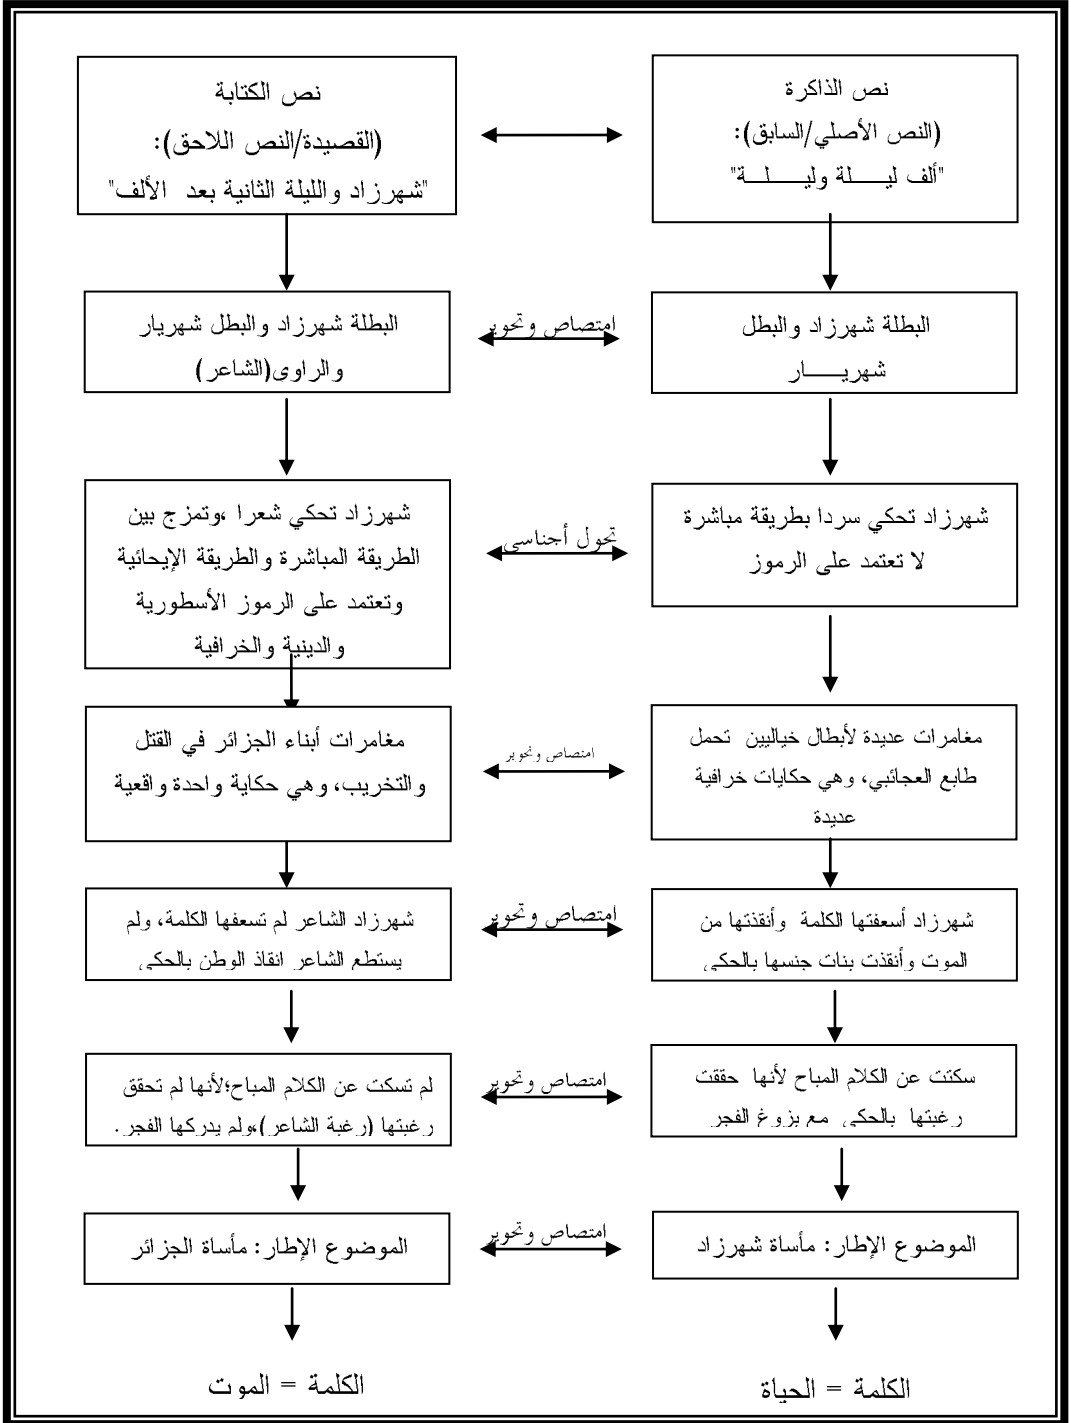 نص الذاكرة
(النص الأصلي/السابق):
"ألف ليـــلة وليـــلـــة"
نص الكتابة
(القصيدة/النص اللاحق):
"شهرزاد والليلة الثانية بعد الألف"
البطلة شهرزاد والبطل
شهريـــــار
امتصاص وتحوير
البطلة شهرزاد والبطل شهريار
والراوي(الشاعر)
شهرزاد تحكي سردا بطريقة مباشرة
لا تعتمد على الرموز
تحول أجناسي
شهرزاد تحكي شعرا ،وتمزج بين
الطريقة المباشرة والطريقة الإيحائية
وتعتمد على الرموز الأسطورية
والدينية والخرافية
مغامرات عديدة لأبطال خياليين تحمل
طابع العجائبي، وهي حكايات خرافية
عديدة
امتصاص وتحوير
مغامرات أبناء الجزائر في القتل
والتخريب، وهي حكاية واحدة واقعية
شهرزاد أسعفتها الكلمة وأنقذتها من
الموت وأنقذت بنات جنسها بالحكي
امتصاص وتحوير
شهرزاد الشاعر لم تسعفها الكلمة، ولم
يستطع الشاعر انقاذ الوطن بالحكي
سكتت عن الكلام المباح لأنها حققت
رغبتها بالحكي مع بزوغ الفجر
امتصاص وتحوير
لم تسكت عن الكلام المباح؛لأنها لم تحقق
رغبتها (رغبة الشاعر)،ولم يدركها الفجر.
الموضوع الإطار: مأساة شهرزاد
امتصاص وتحوير
الموضوع الإطار: مأساة الجزائر
الكلمة = الحياة
الكلمة = الموت